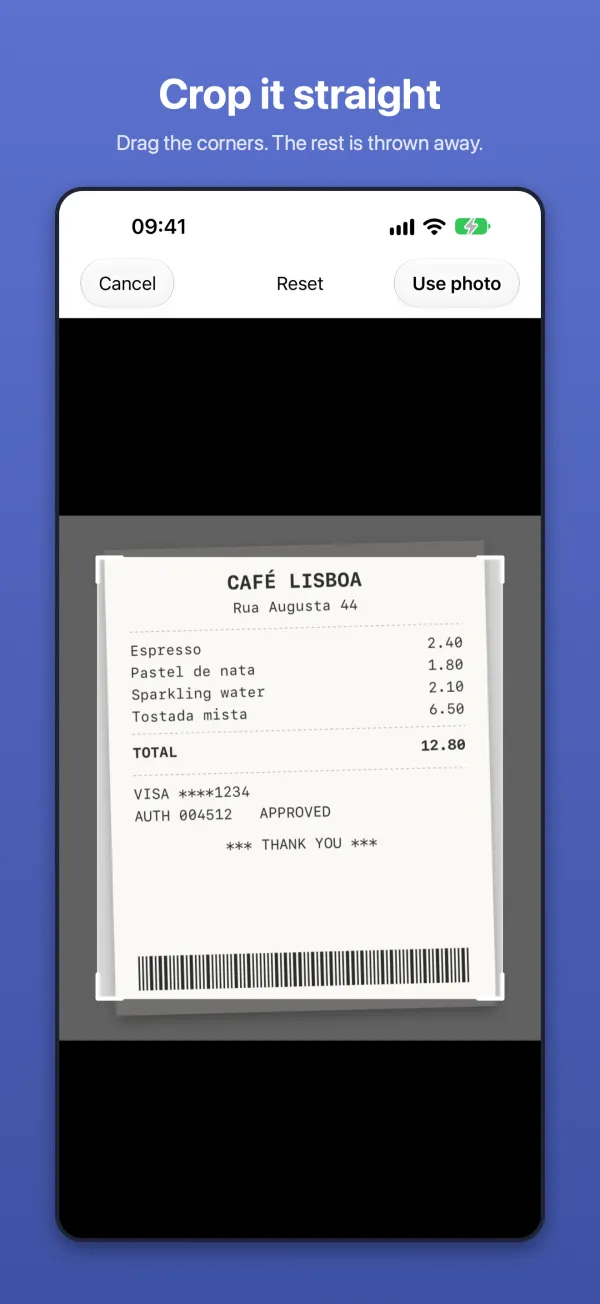 Crop it straight
Drag the corners. The rest is thrown away.
09:41
Cancel Reset Use photo
CAFÉ LISBOA
Rua Augusta 44
Espresso 2.40
Pastel de nata 1.80
Sparkling water 2.10
Tostada mista 6.50
TOTAL 12.80
VISA ****1234
AUTH 004512 APPROVED
*** THANK YOU ***